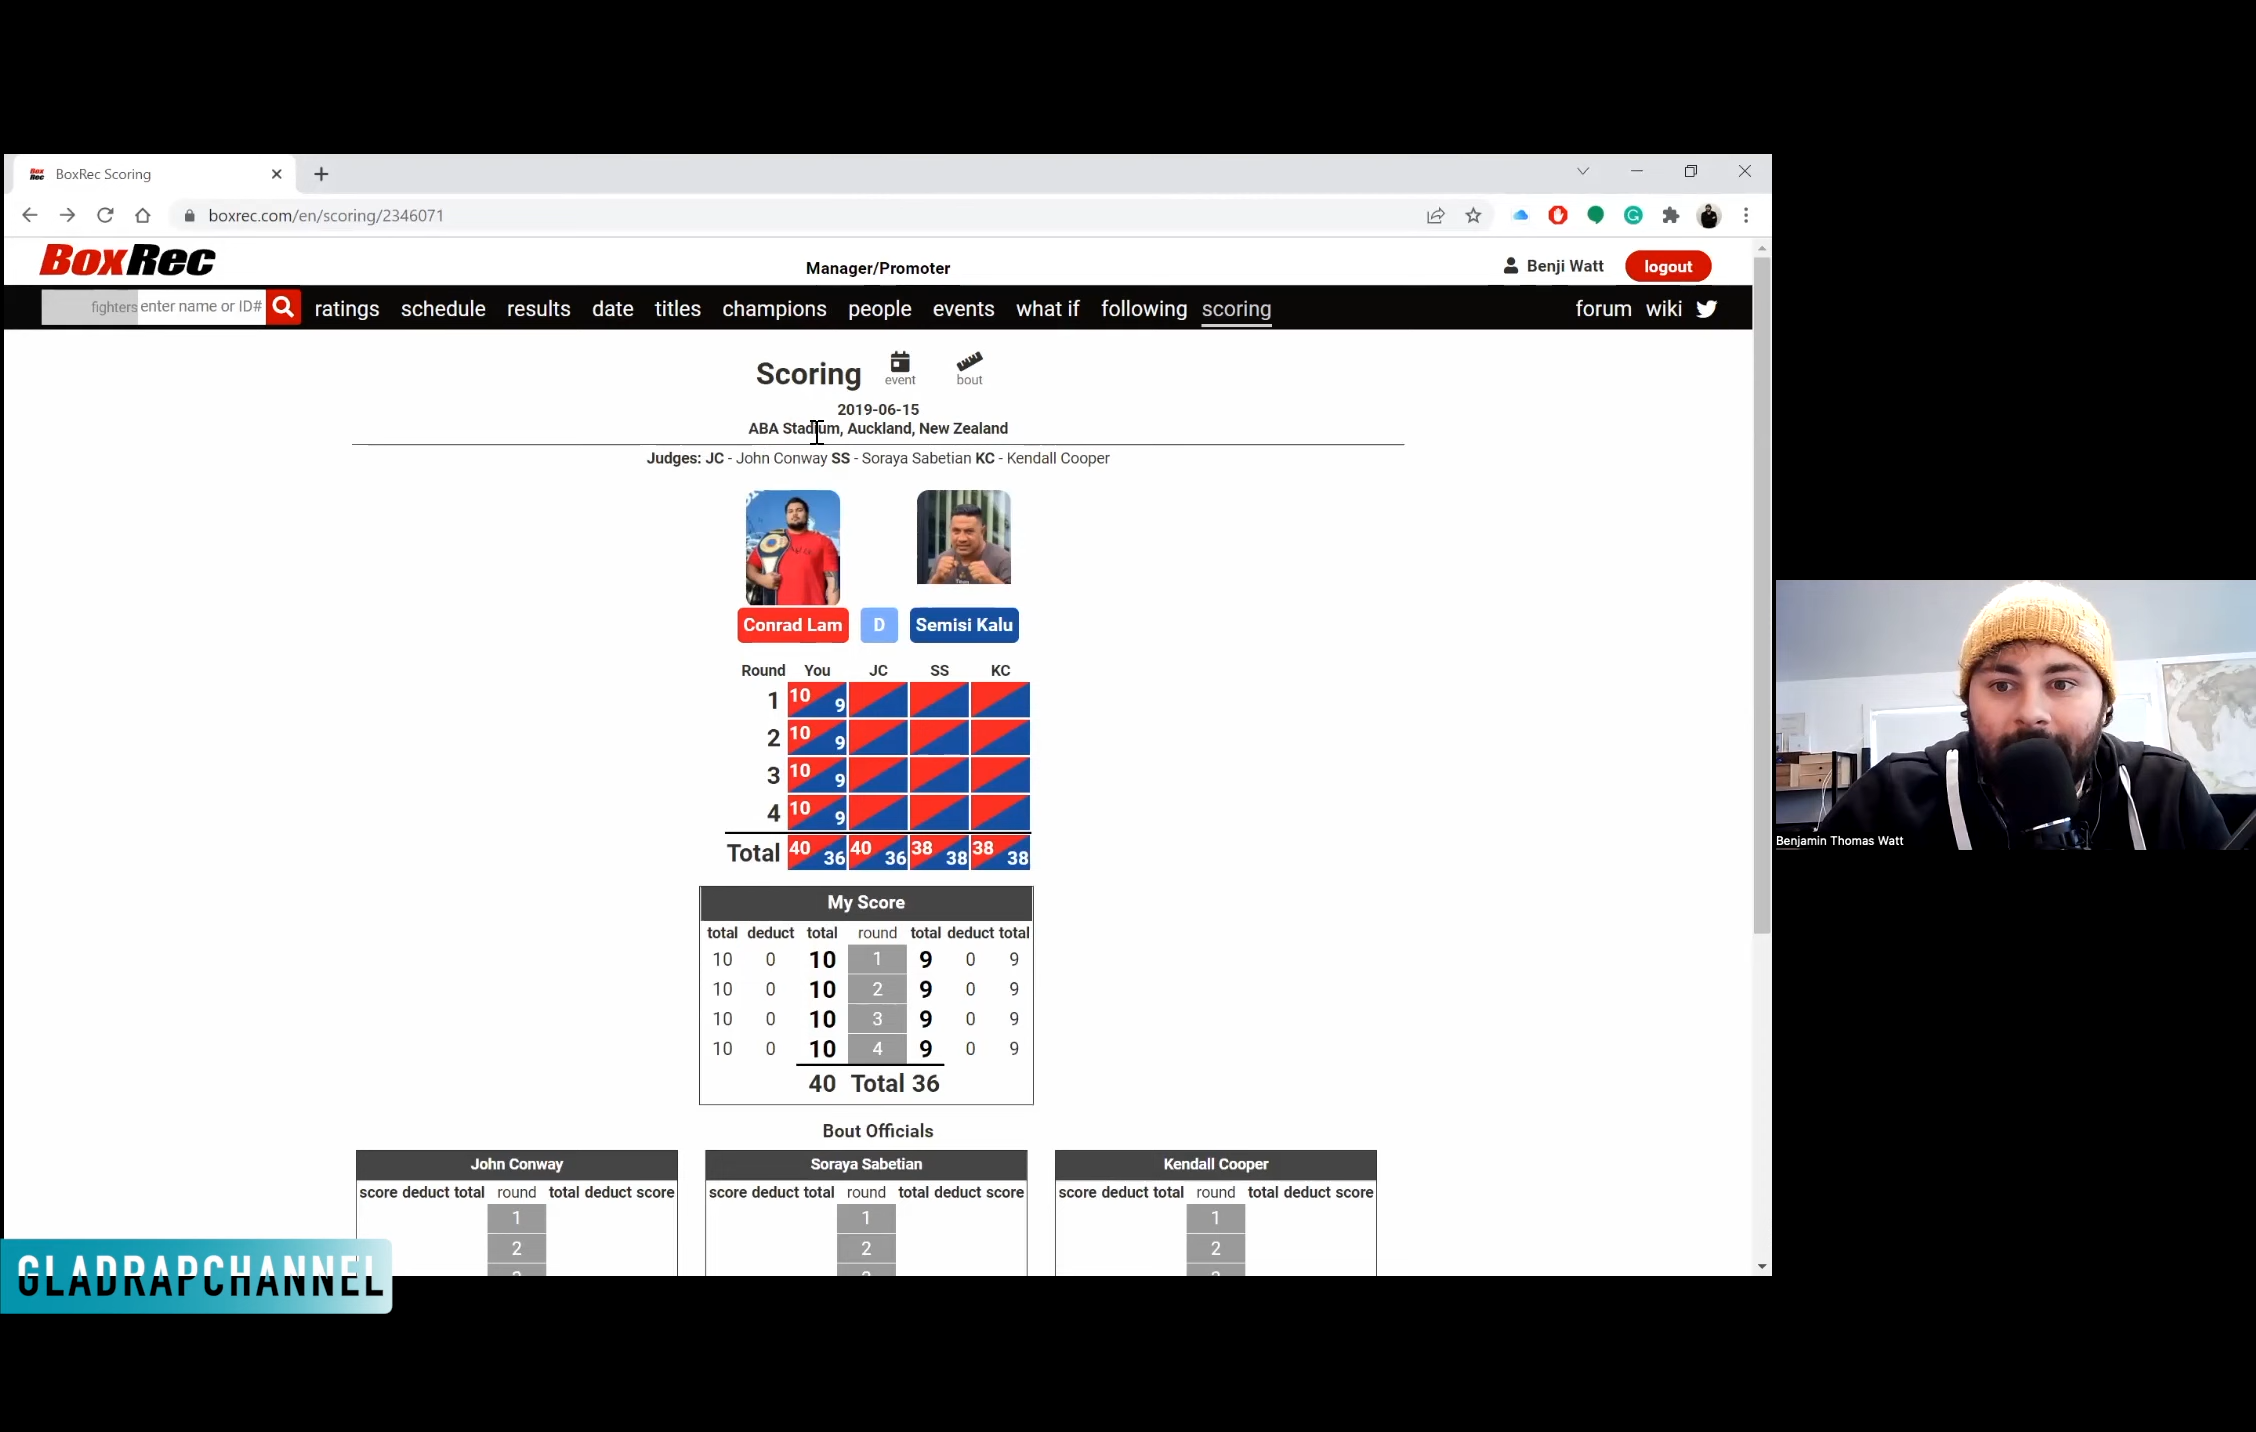 BoxRec Scoring
boxrec.com/en/scoring/2346071
BoxRec
Manager/Promoter
Benji Watt
logout
fighters enter name or ID#
ratings schedule results date titles champions people events what if following scoring
forum wiki
Scoring
event
bout
2019-06-15
ABA Stadium, Auckland, New Zealand
Judges: JC - John Conway SS - Soraya Sabetian KC - Kendall Cooper
Conrad Lam D Semisi Kalu
Round You JC SS KC
1 10 9
2 10 9
3 10 9
4 10 9
Total 40 36 40 36 38 38 38 38
My Score
total deduct total round total deduct total
10 0 10 1 9 0 9
10 0 10 2 9 0 9
10 0 10 3 9 0 9
10 0 10 4 9 0 9
40 Total 36
Bout Officials
John Conway Soraya Sabetian Kendall Cooper
score deduct total round total deduct score score deduct total round total deduct score score deduct total round total deduct score
1 1 1
2 2 2
GLADRAPCHANNEL
Benjamin Thomas Watt